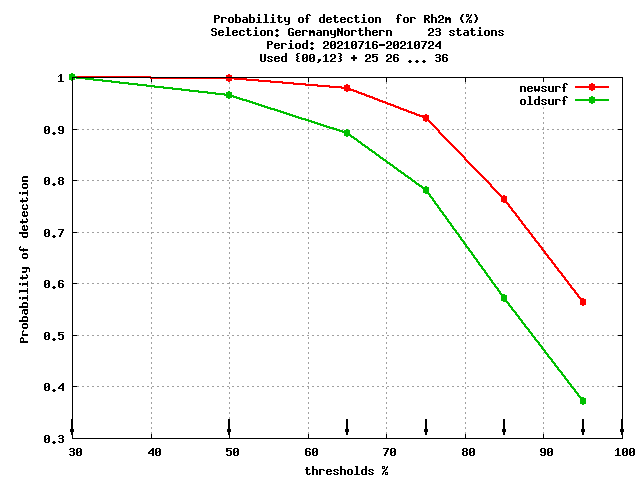 Probability of detection  for Rh2m (%)
Selection: GermanyNorthern     23 stations
Period: 20210716-20210724
Used {00,12} + 25 26 ... 36
newsurf
oldsurf
1
0.9
0.8
0.7
0.6
0.5
0.4
0.3
Probability of detection
30 40 50 60 70 80 90 100
thresholds %